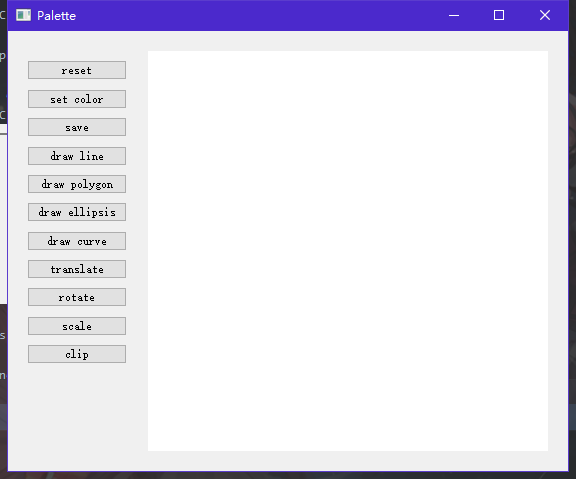 Palette
reset
set color
save
draw line
draw polygon
draw ellipsis
draw curve
translate
rotate
scale
clip